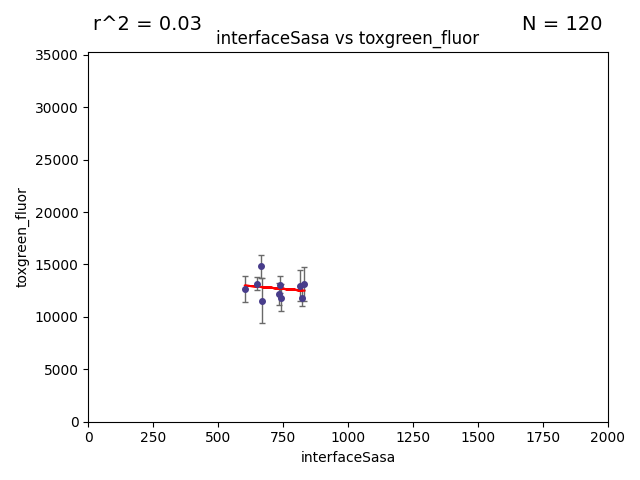 r^2 = 0.03
N = 120
interfaceSasa vs toxgreen_fluor
35000
30000
25000
20000
15000
10000
5000
0
toxgreen_fluor
0 250 500 750 1000 1250 1500 1750 2000
interfaceSasa